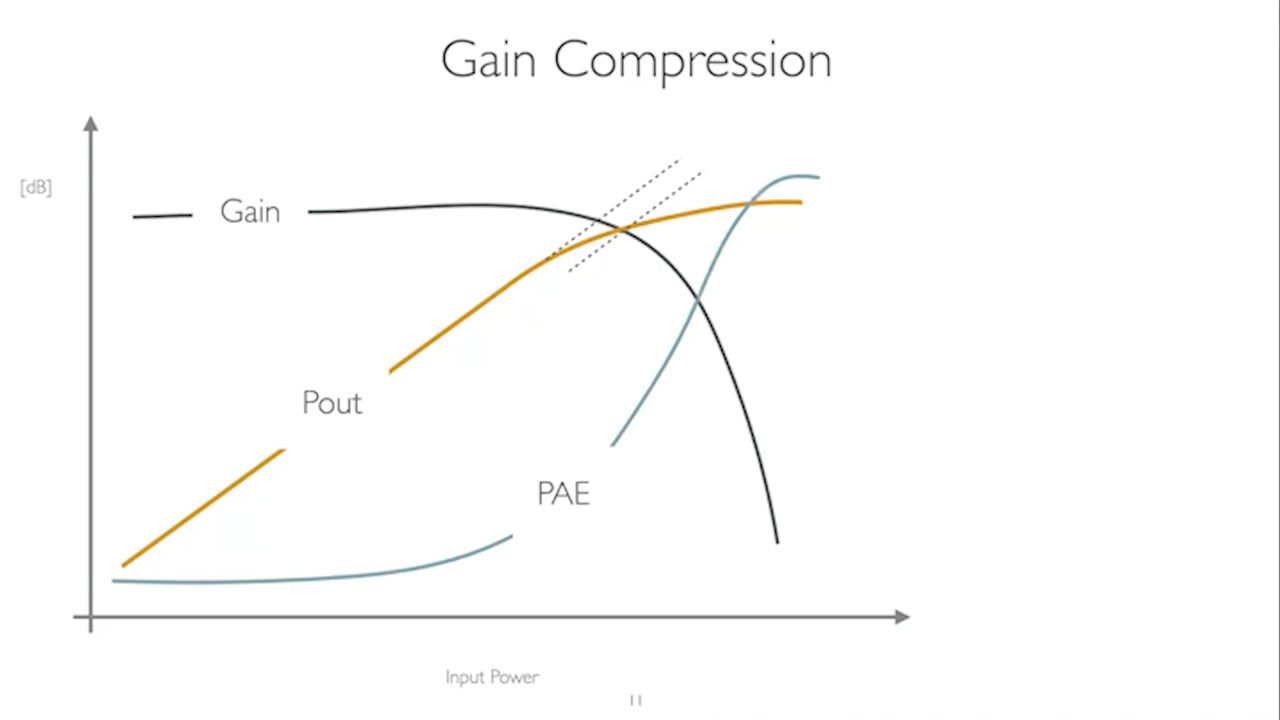 Gain Compression
[dB]
Gain
Pout
PAE
Input Power
11